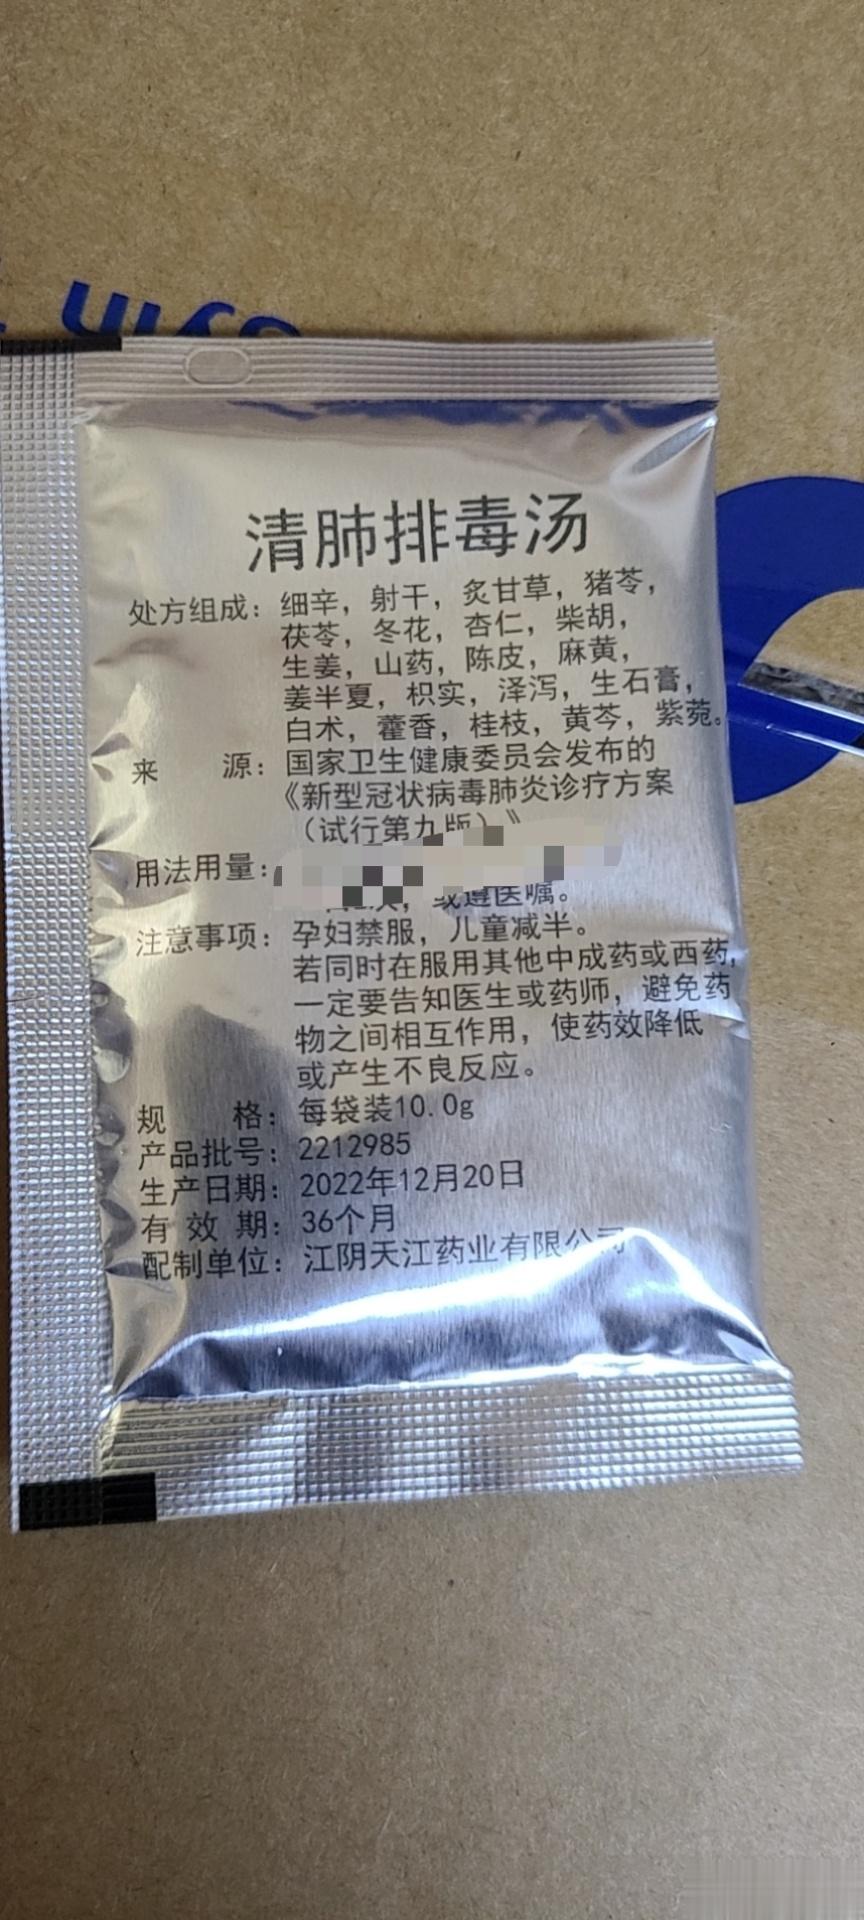 清肺排毒汤
处方组成：细辛，射干，炙甘草，猪苓，
茯苓，冬花，杏仁，柴胡，
生姜，山药，陈皮，麻黄，
姜半夏，枳实，泽泻，生石膏，
白术，藿香，桂枝，黄芩，紫菀。
来 源：国家卫生健康委员会发布的
《新型冠状病毒肺炎诊疗方案
（试行第九版）》
用法用量：
或遵医嘱。
注意事项：孕妇禁服，儿童减半。
若同时在服用其他中成药或西药，
一定要告知医生或药师，避免药
物之间相互作用，使药效降低
或产生不良反应。
规 格：每袋装10.0g
产品批号：2212985
生产日期：2022年12月20日
有 效 期：36个月
配制单位：江阴天江药业有限公司